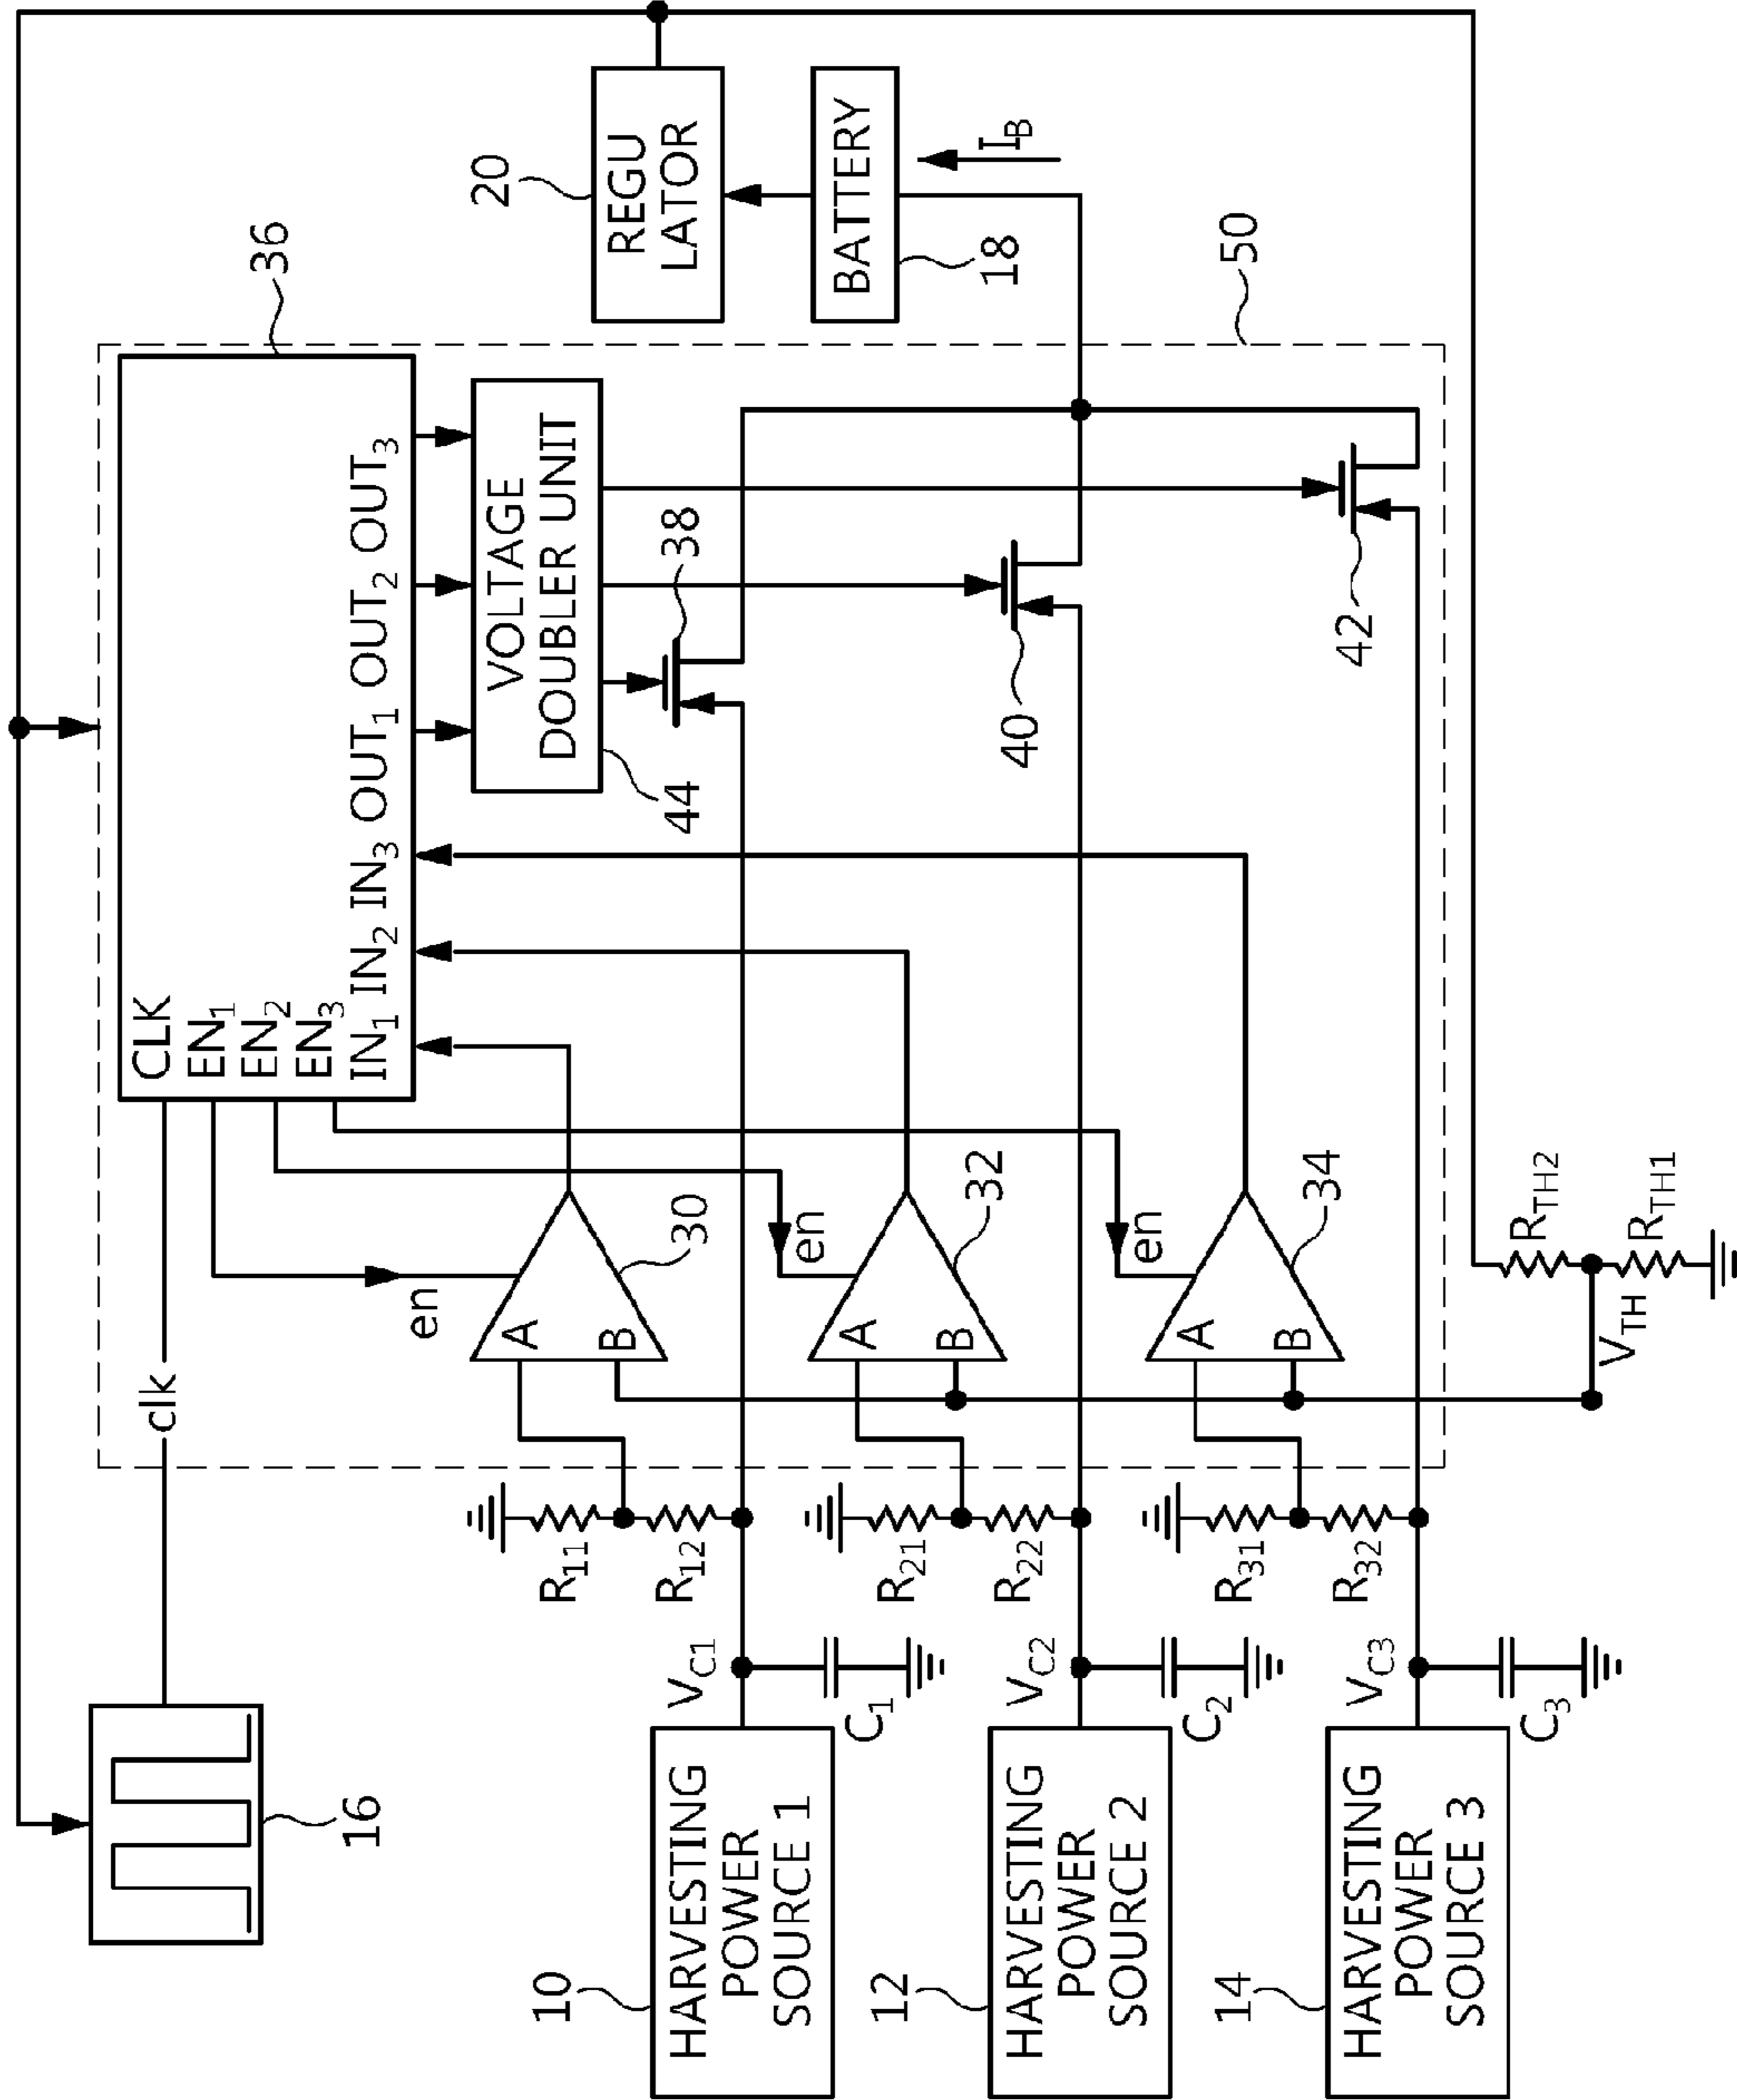 16
clk
CLK
EN1
EN2
EN3
IN1 IN2 IN3 OUT1 OUT2 OUT3
36
en
A
B
30
en
A
B
32
en
A
B
34
VOLTAGE
DOUBLER UNIT
44
38
40
42
20
REGU
LATOR
BATTERY
18
IB
50
10
HARVESTING
POWER
SOURCE 1
VC1
C1
R11
R12
12
HARVESTING
POWER
SOURCE 2
VC2
C2
R21
R22
14
HARVESTING
POWER
SOURCE 3
VC3
C3
R31
R32
VTH
RTH2
RTH1